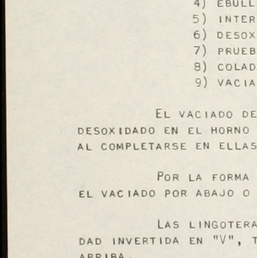 4) EBULL
5) INTER
6) DESOX
7) PRUEB
8) COLAD
9) VACIA
EL VACIADO DE
DESOXIDADO EN EL HORNO
AL COMPLETARSE EN ELLAS
POR LA FORMA
EL VACIADO POR ABAJO O
LAS LINGOTERA
DAD INVERTIDA EN "V", T
ARRIBA.